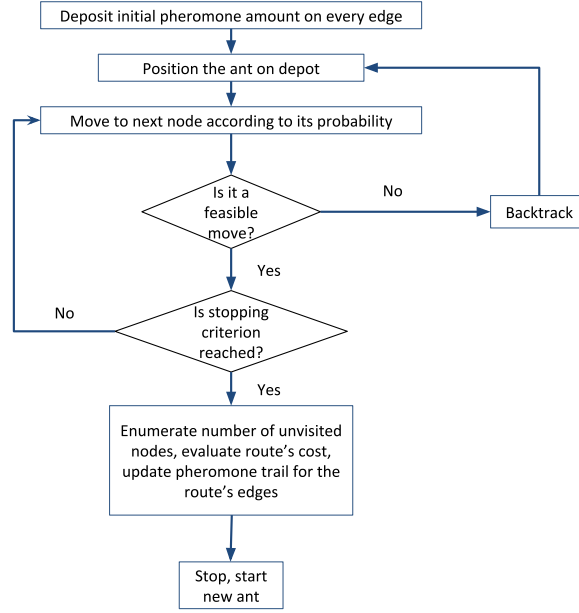 Deposit initial pheromone amount on every edge
Position the ant on depot
Move to next node according to its probability
Is it a
feasible
move?
No
Backtrack
Yes
Is stopping
criterion
reached?
No
Yes
Enumerate number of unvisited
nodes, evaluate route's cost,
update pheromone trail for the
route's edges
Stop, start
new ant